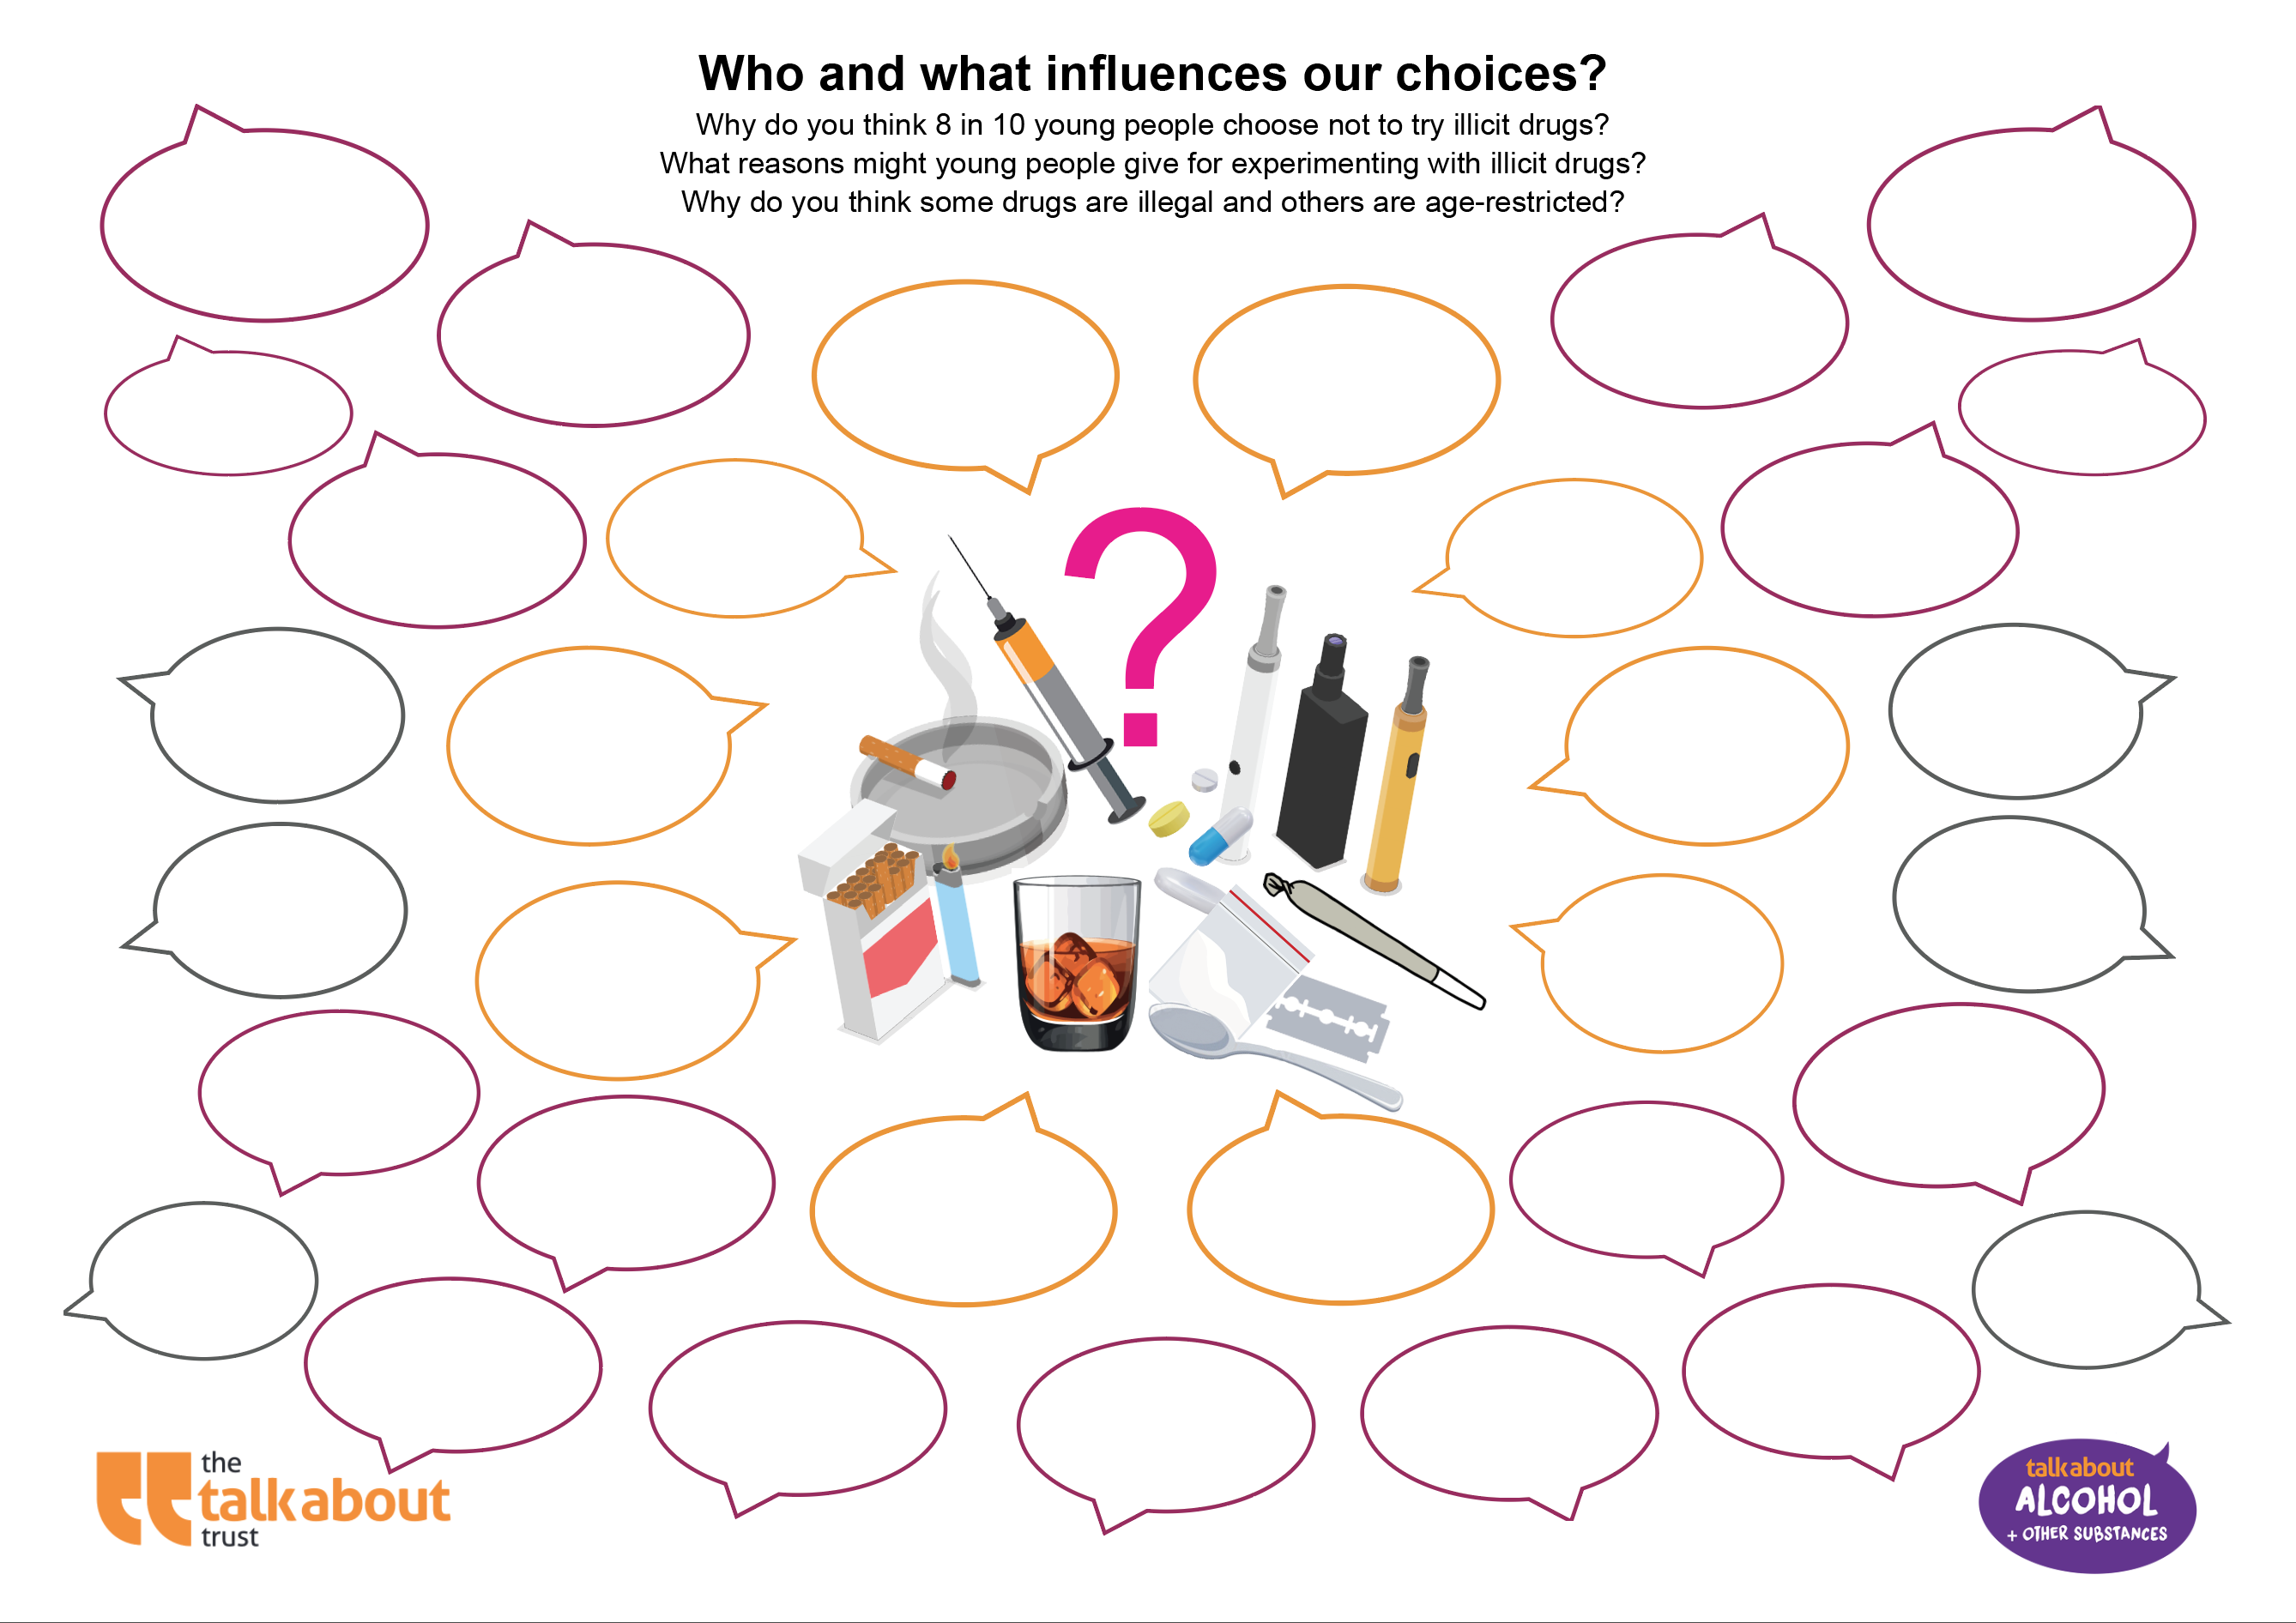 Who and what influences our choices?
Why do you think 8 in 10 young people choose not to try illicit drugs?
What reasons might young people give for experimenting with illicit drugs?
Why do you think some drugs are illegal and others are age-restricted?
?
the
talkabout
trust
talkabout
ALCOHOL
+ OTHER SUBSTANCES